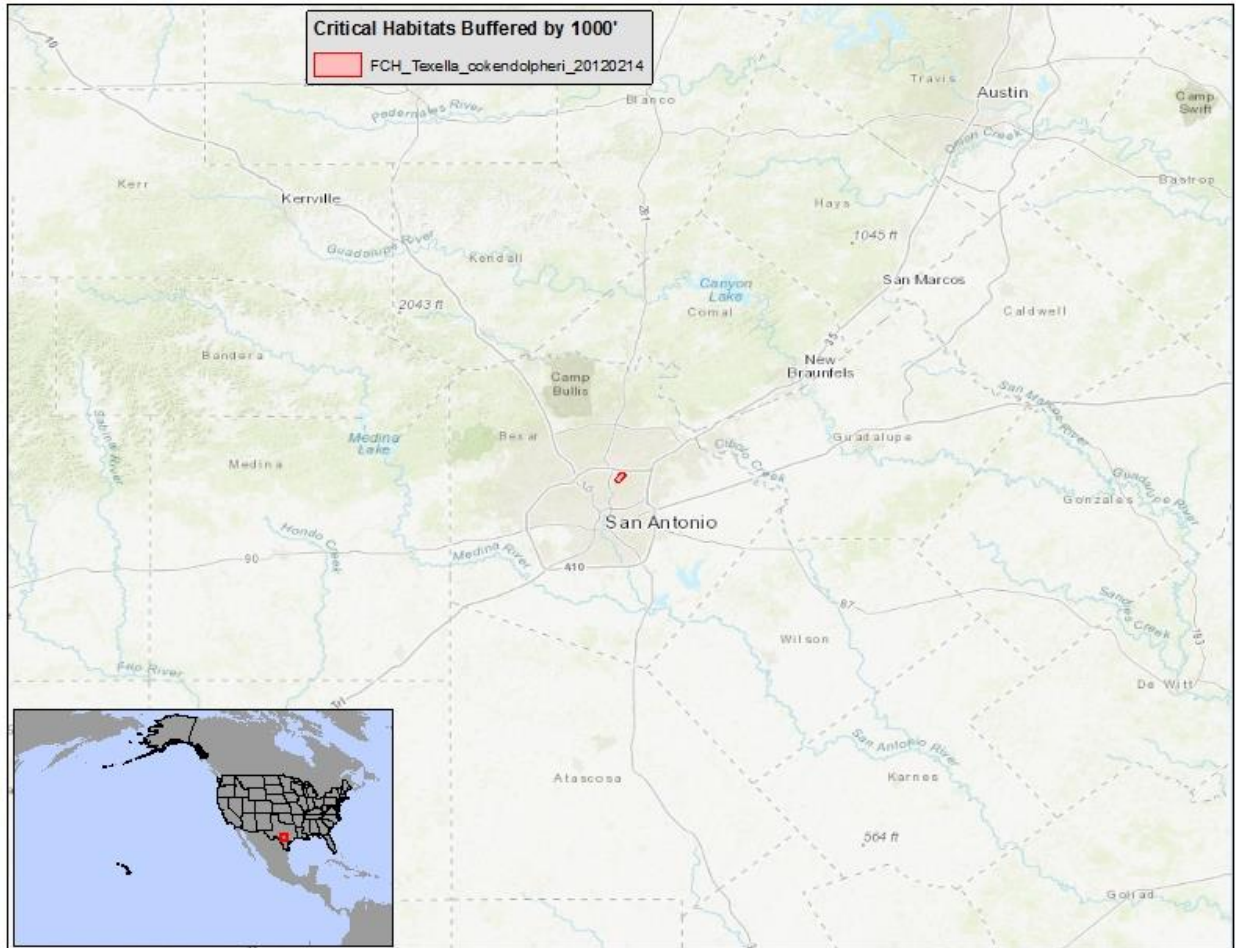 Critical Habitats Buffered by 1000'
FCH_Texella_cokendolpheri_20120214
10
Travis
Austin
Camp
Swift
Blanco
Pedernales River
Onion Creek
Bastrop
Kerr
Kerrville
Hays
281
1045 ft
Guadalupe River
Kendall
San Marcos
Canyon
Lake
2043 ft
Comal
Caldwell
35
Bandera
New
Braunfels
Camp
Bullis
San Marcos River
Sabinal River
Medina
Lake
Bexar
Cibolo Creek
Guadalupe
Medina
Guadalupe River
Gonzales
San Antonio
Hondo Creek
90
Medina River
410
Sandies Creek
87
183
Wilson
Frio River
De Witt
San Antonio River
Atascosa
Karnes
564 ft
Goliad